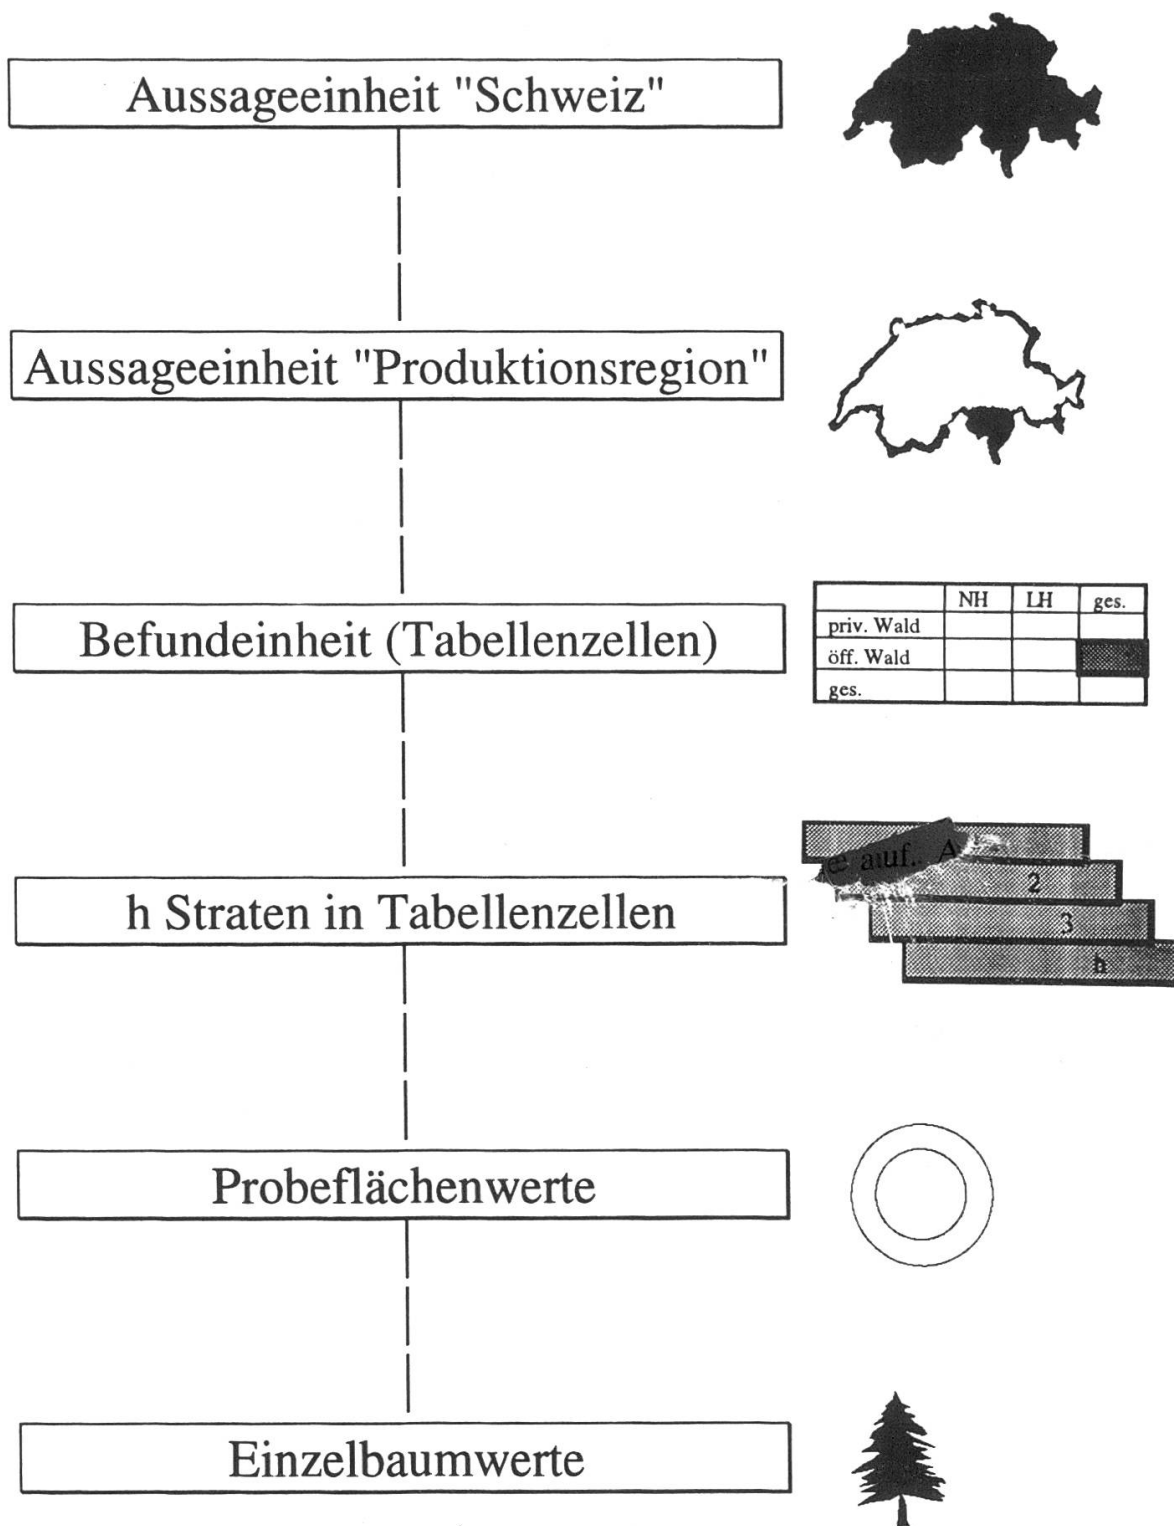 Aussageeinheit "Schweiz"
Aussageeinheit "Produktionsregion"
Befundeinheit (Tabellenzellen)
NH LH ges.
priv. Wald
öff. Wald
ges.
auf.. A
2
h Straten in Tabellenzellen
3
h
Probeflächenwerte
Einzelbaumwerte